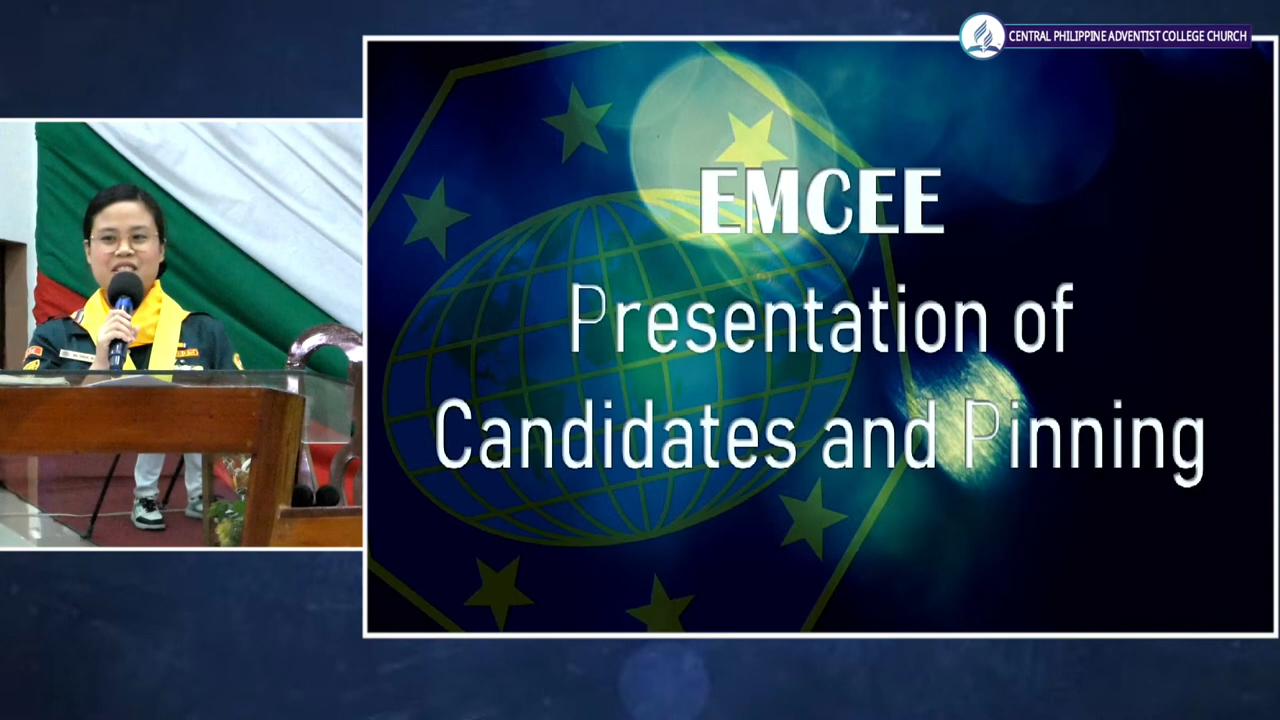 CENTRAL PHILIPPINE ADVENTIST COLLEGE CHURCH
EMCEE
Presentation of
Candidates and Pinning